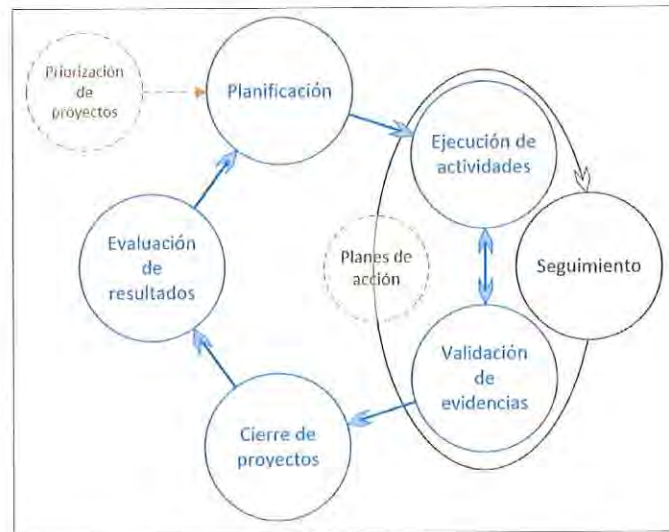 Priorización
de
proyectos
Planificación
Ejecución de
actividades
Evaluación
de
resultados
Planes de
acción
Seguimiento
Validación
de
evidencias
Cierre de
proyectos